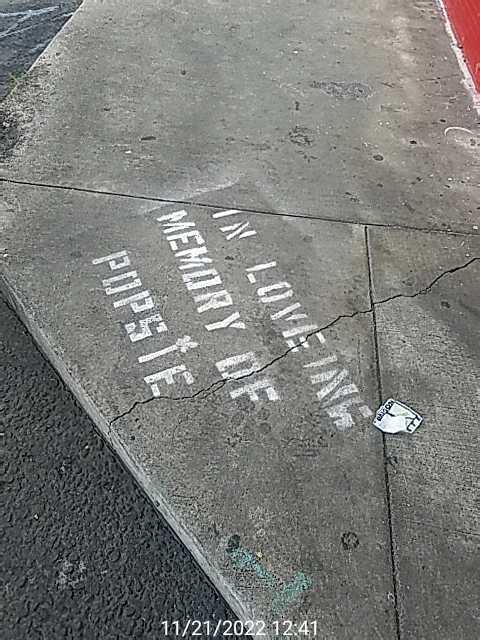 IN LOVEING
MEMORY OF
POPSTE
11/21/2022 12:41